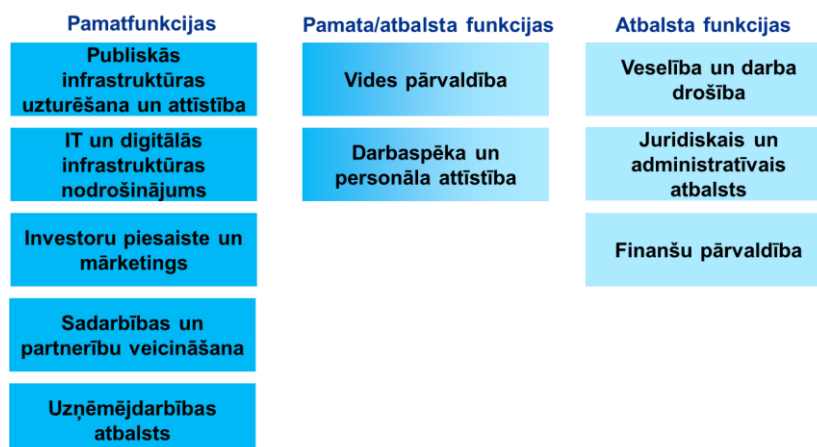 Pamatfunkcijas
Publiskās
infrastruktūras
uzturēšana un attīstība
IT un digitālās
infrastruktūras
nodrošinājums
Investoru piesaiste un
mārketings
Sadarbības un
partnerību veicināšana
Uzņēmējdarbības
atbalsts
Pamata/atbalsta funkcijas
Vides pārvaldība
Darbaspēka un
personāla attīstība
Atbalsta funkcijas
Veselība un darba
drošība
Juridiskais un
administratīvais
atbalsts
Finanšu pārvaldība